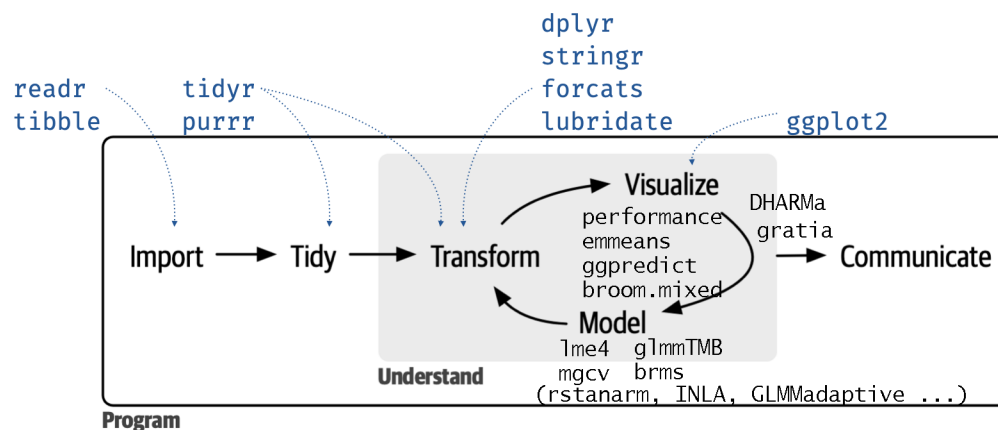 dplyr
stringr
readr tidyr forcats
tibble purrr lubridate ggplot2
Visualize
DHARMa
performance
gratia
emmeans
Import Tidy Transform Communicate
ggpredict
broom.mixed
Model
lme4 glmmTMB
mgcv brms
Understand
(rstanarm, INLA, GLMMadaptive ...)
Program